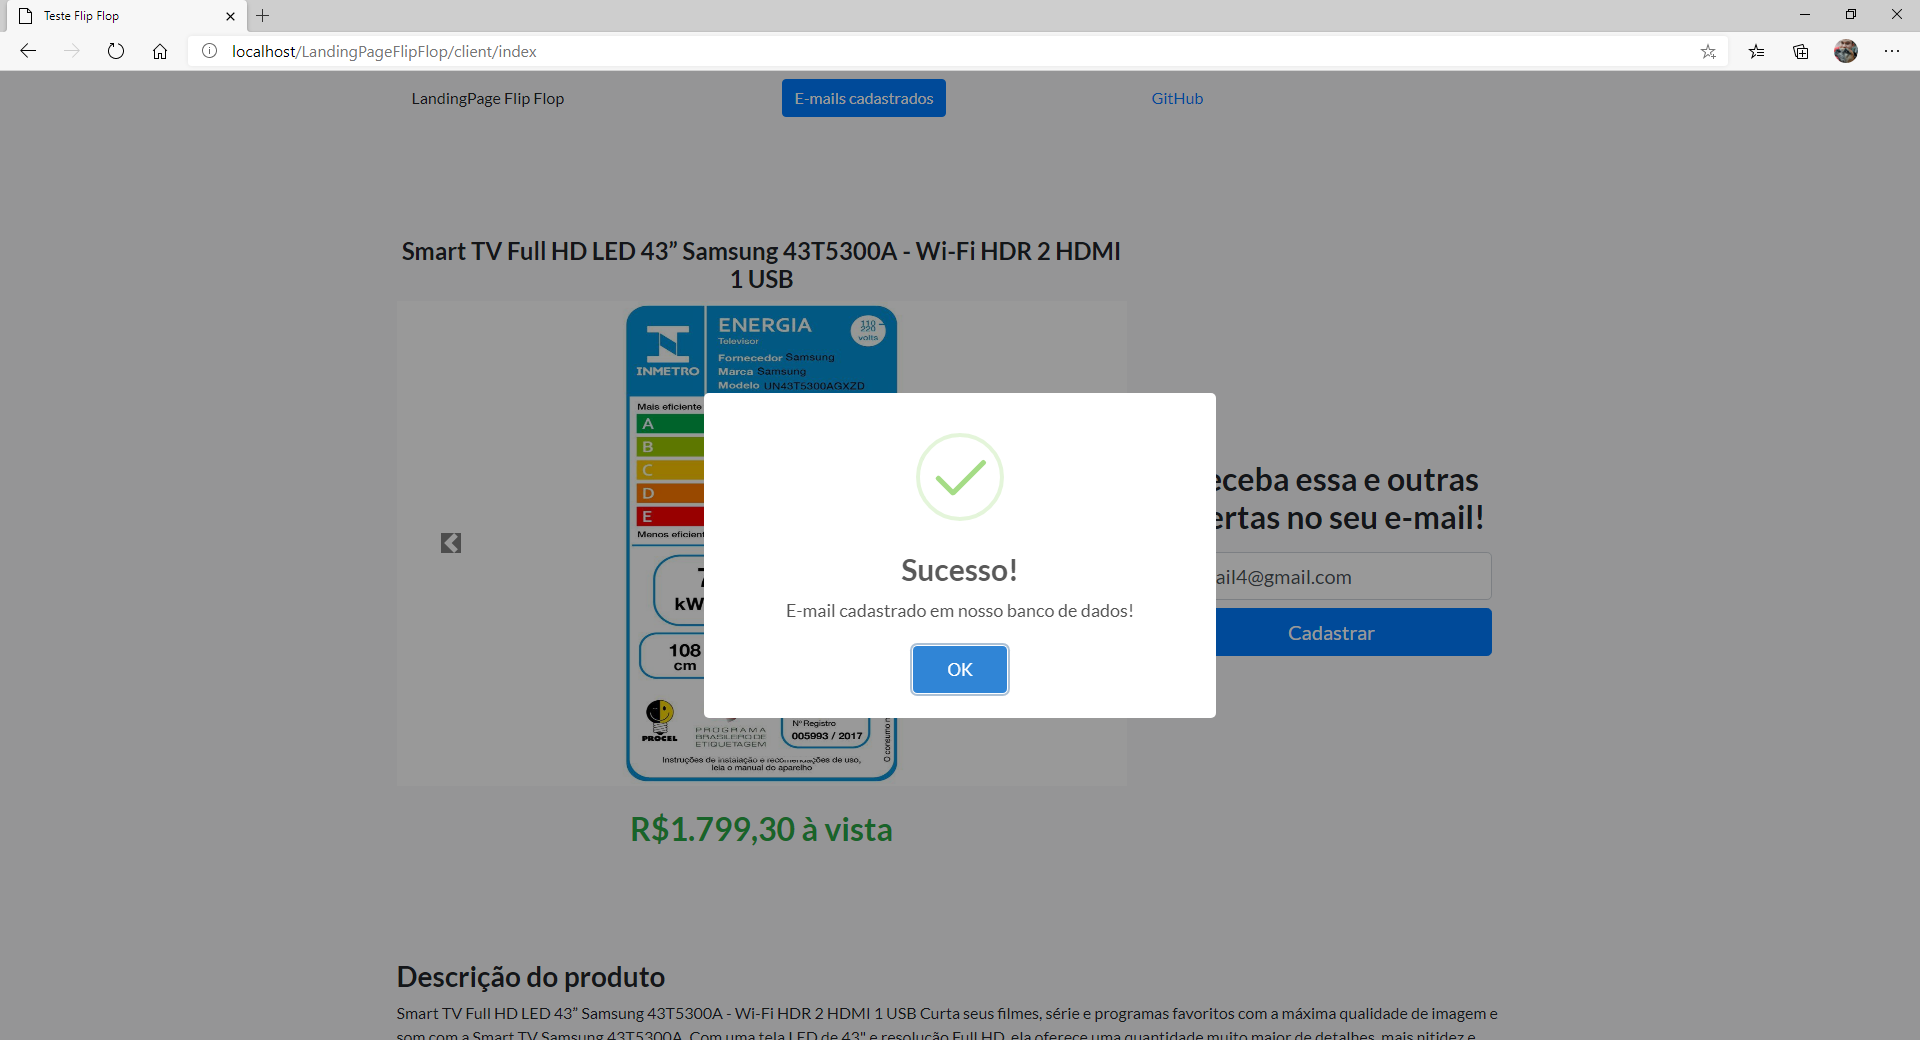 Teste Flip Flop
localhost/LandingPageFlipFlop/client/index
LandingPage Flip Flop
E-mails cadastrados
GitHub
Smart TV Full HD LED 43” Samsung 43T5300A - Wi-Fi HDR 2 HDMI
1 USB
INMETRO
ENERGIA
Televisor
110
220
volts
Fornecedor Samsung
Marca Samsung
Modelo UN43T5300AGXZD
Mais eficiente
A
B
C
D
E
Menos eficien
kW
108
cm
PROCEL
PROGRAMA
BRASILEIRO DE
ETIQUETAGEM
Nº Registro
005993 / 2017
O consumo
Instruções de instalação e recomendações de uso,
leia o manual do aparelho
Sucesso!
E-mail cadastrado em nosso banco de dados!
OK
eceba essa e outras
ertas no seu e-mail!
ail4@gmail.com
Cadastrar
R$1.799,30 à vista
Descrição do produto
Smart TV Full HD LED 43” Samsung 43T5300A - Wi-Fi HDR 2 HDMI 1 USB Curta seus filmes, série e programas favoritos com a máxima qualidade de imagem e
som com a Smart TV Samsung 43T5300A. Com uma tela LED de 43" e resolução Full HD, ela oferece uma quantidade muito maior de detalhes, mais nitidez e